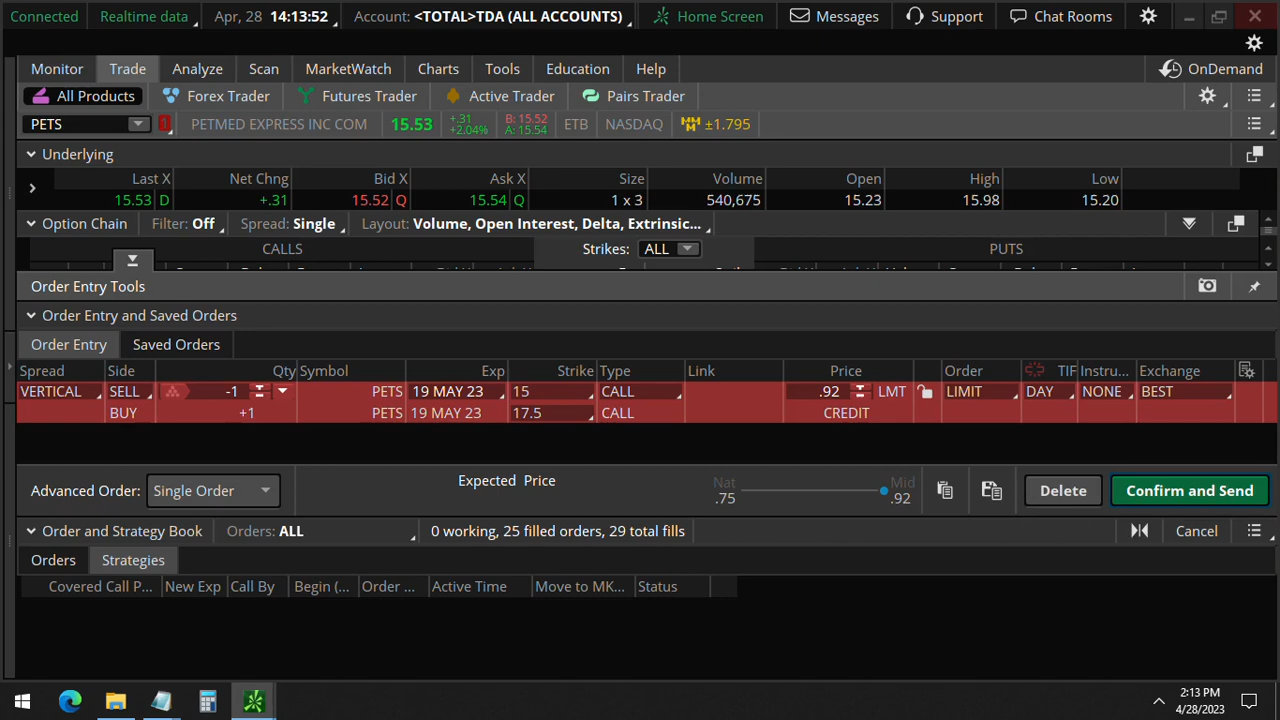 Connected Realtime data Apr, 28 14:13:52 Account: <TOTAL>TDA (ALL ACCOUNTS) Home Screen Messages Support Chat Rooms
Monitor Trade Analyze Scan MarketWatch Charts Tools Education Help OnDemand
All Products Forex Trader Futures Trader Active Trader Pairs Trader
PETS 1 PETMED EXPRESS INC COM 15.53 +.31 +2.04% B: 15.52 A: 15.54 ETB NASDAQ ±1.795
Underlying
Last X Net Chng Bid X Ask X Size Volume Open High Low
15.53 D +.31 15.52 Q 15.54 Q 1 x 3 540,675 15.23 15.98 15.20
Option Chain Filter: Off Spread: Single Layout: Volume, Open Interest, Delta, Extrinsic...
CALLS Strikes: ALL PUTS
Order Entry Tools
Order Entry and Saved Orders
Order Entry Saved Orders
Spread Side Qty Symbol Exp Strike Type Link Price Order TIF Instru... Exchange
VERTICAL SELL -1 PETS 19 MAY 23 15 CALL .92 LMT LIMIT DAY NONE BEST
BUY +1 PETS 19 MAY 23 17.5 CALL CREDIT
Advanced Order: Single Order Expected Price Nat .75 Mid .92 Delete Confirm and Send
Order and Strategy Book Orders: ALL 0 working, 25 filled orders, 29 total fills Cancel
Orders Strategies
Covered Call P... New Exp Call By Begin (... Order ... Active Time Move to MK... Status
2:13 PM
4/28/2023